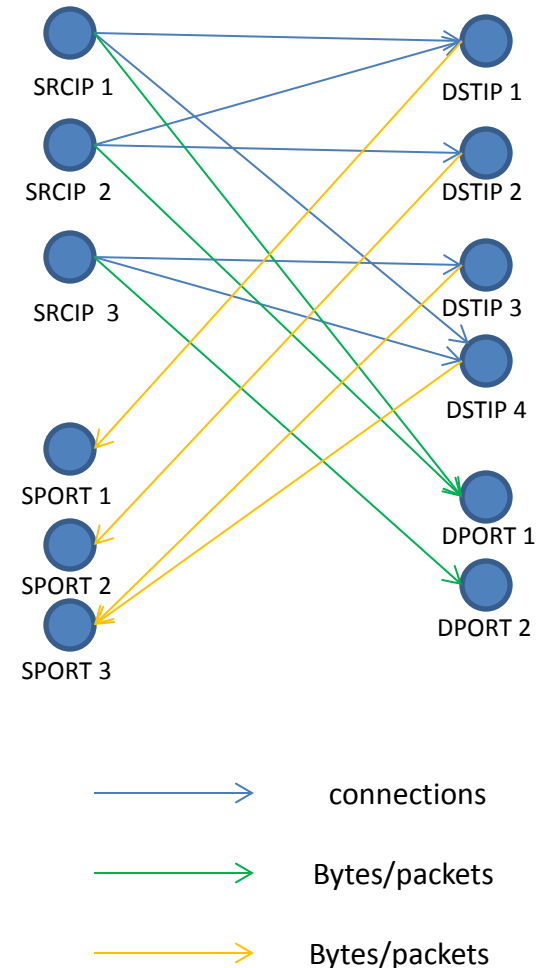 SRCIP 1
DSTIP 1
SRCIP 2
DSTIP 2
SRCIP 3
DSTIP 3
DSTIP 4
SPORT 1
DPORT 1
SPORT 2
DPORT 2
SPORT 3
connections
Bytes/packets
Bytes/packets